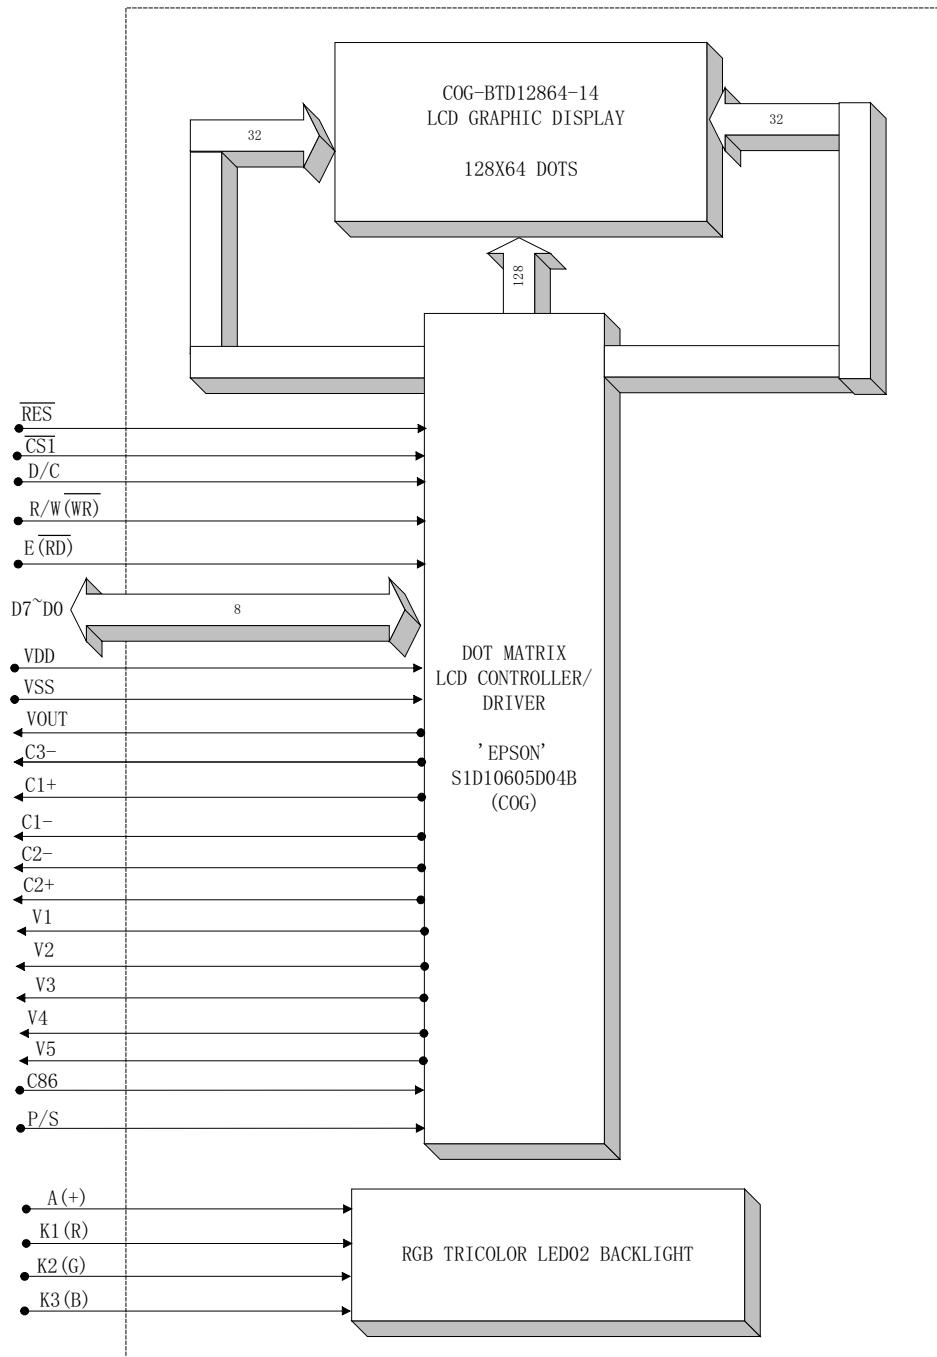 COG-BTD12864-14
LCD GRAPHIC DISPLAY
128X64 DOTS
32
32
128
RES
CS1
D/C
R/W(WR)
E(RD)
D7~D0
8
VDD
VSS
VOUT
C3-
C1+
C1-
C2-
C2+
V1
V2
V3
V4
V5
C86
P/S
DOT MATRIX
LCD CONTROLLER/
DRIVER
'EPSON'
S1D10605D04B
(COG)
A(+)
K1(R)
K2(G)
K3(B)
RGB TRICOLOR LED02 BACKLIGHT